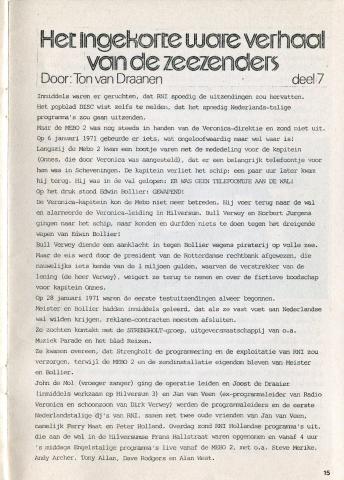 Het ingekorte ware verhaal
van de zeezenders
Door: Ton van Draanen deel 7
Inmiddels waren er geruchten, dat RNI spoedig de uitzendingen zou hervatten.
Het popblad DISC wist zelfs te melden, dat het spoedig Nederlands-talige
programma's zou gaan uitzenden.
Maar de MEBO 2 was nog steeds in handen van de Veronica-direktie en zond niet uit.
Op 6 januari 1971 gebeurde er iets, wat ongeloofwaardig maar wel waar is:
Langszij de Mebo 2 kwam een bootje varen met de mededeling voor de kapitein
(Onnes, die door Veronica was aangesteld), dat er een belangrijk telefoontje voor
hem was in Scheveningen. De kapitein verliet het schip: een paar uur later kwam
hij terug. Hij was in de val gelopen: ER WAS GEEN TELEFOONTJE AAN DE WAL!
Op het druk stond Edwin Bollier: GEWAPEND!
De Veronica-kapitein kon de Mebo niet meer betreden. Hij voer terug naar de wal
en alarmeerde de Veronica-leiding in Hilversum. Bull Verwey en Norbert Jurgens
gingen naar het schip, maar konden en durfden niets te doen tegen het dreigende
wapen van Edwin Bollier!
Bull Verwey diende een aanklacht in tegen Bollier wegens piraterij op volle zee.
Maar de eis werd door de president van de Rotterdamse rechtbank afgewezen, die
nauwelijks iets kende van de 1 miljoen gulden, waarvan de verstrekker van de
lening (de heer Verwey), weigert zo terug te nemen en over de fictieve boodschap
voor kapitein Onnes.
Op 28 januari 1971 waren de eerste testuitzendingen alweer begonnen.
Meister en Bollier hadden inmiddels geleerd, dat als ze vast voet aan Nederlandse
wal wilden krijgen, reklame-contracten moesten afsluiten.
Ze zochten kontakt met de STRENGHOLT-groep, uitgeversmaatschappij van o.a.
Muziek Parade en het blad Reizen.
Ze kwamen overeen, dat Strengholt de programmering en de exploitatie van RNI zou
verzorgen, terwijl de MEBO 2 en de zendinstallatie eigendom bleven van Meister
en Bollier.
John de Mol (vroeger zanger) ging de operatie leiden en Joost de Draaier
(inmiddels werkzaam op Hilversum 3) en Jan van Veen (ex-programmaleider van Radio
Veronica en schoonzoon van Dirk Verwey) werden de programmaleiders en de eerste
Nederlandstalige dj's van RNI, samen met twee oude vrienden van Jan van Veen,
namelijk Perry Meet en Peter Holland. Overdag zond RNI Hollandse programma's uit,
die aan de wal in de Hilversumse Frans Halstraat waren opgenomen en vanaf 4 uur
's middags Engelstalige programma's live vanaf de MEBO 2, met o.a. Steve Merike,
Andy Archer, Tony Allan, Dave Rodgers en Alan West.
15